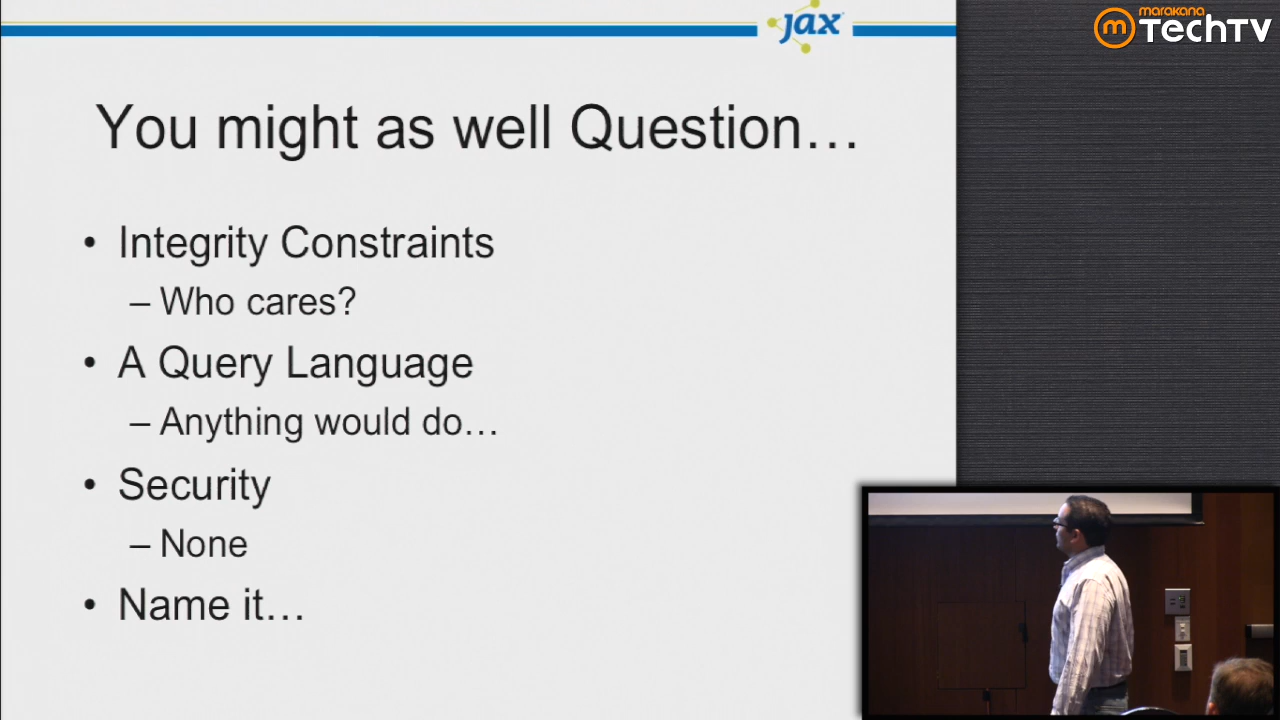 jax
marakana
m TechTV
You might as well Question…
• Integrity Constraints
– Who cares?
• A Query Language
– Anything would do…
• Security
– None
• Name it…